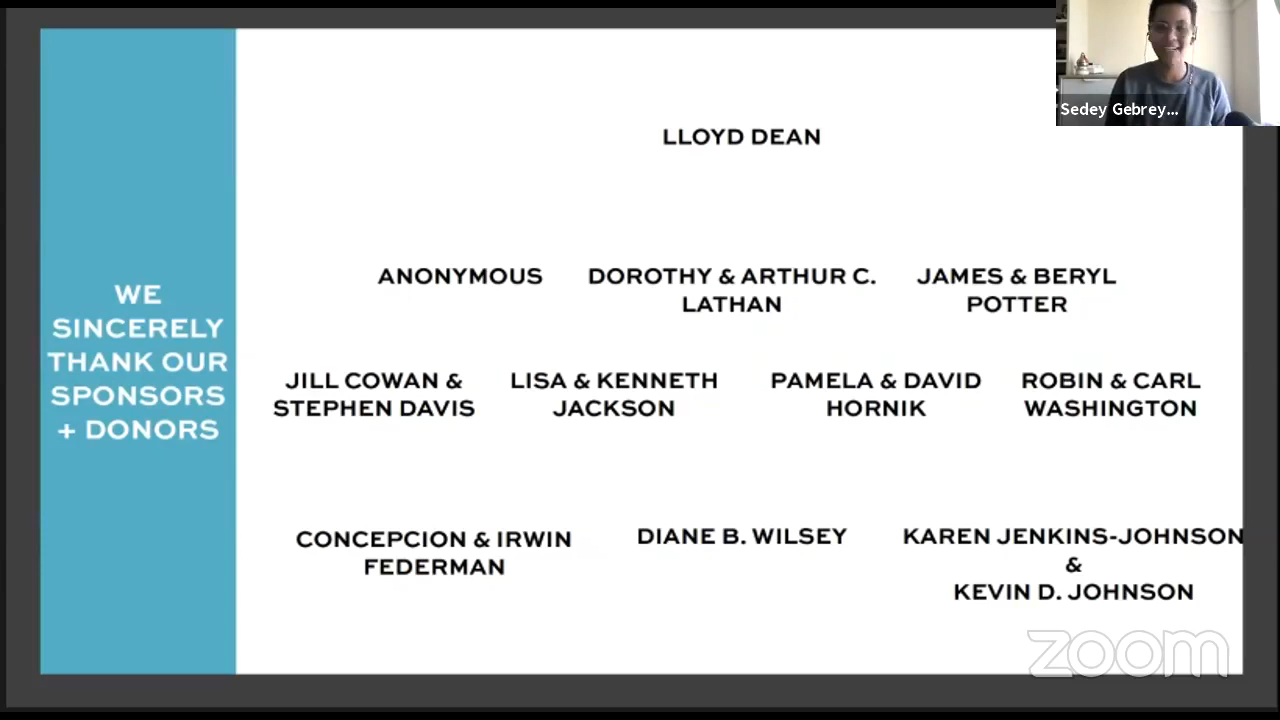 Sedey Gebrey...
LLOYD DEAN
WE
SINCERELY
THANK OUR
SPONSORS
+ DONORS
ANONYMOUS
DOROTHY & ARTHUR C.
LATHAN
JAMES & BERYL
POTTER
JILL COWAN &
STEPHEN DAVIS
LISA & KENNETH
JACKSON
PAMELA & DAVID
HORNIK
ROBIN & CARL
WASHINGTON
CONCEPCION & IRWIN
FEDERMAN
DIANE B. WILSEY
KAREN JENKINS-JOHNSON
&
KEVIN D. JOHNSON
zoom